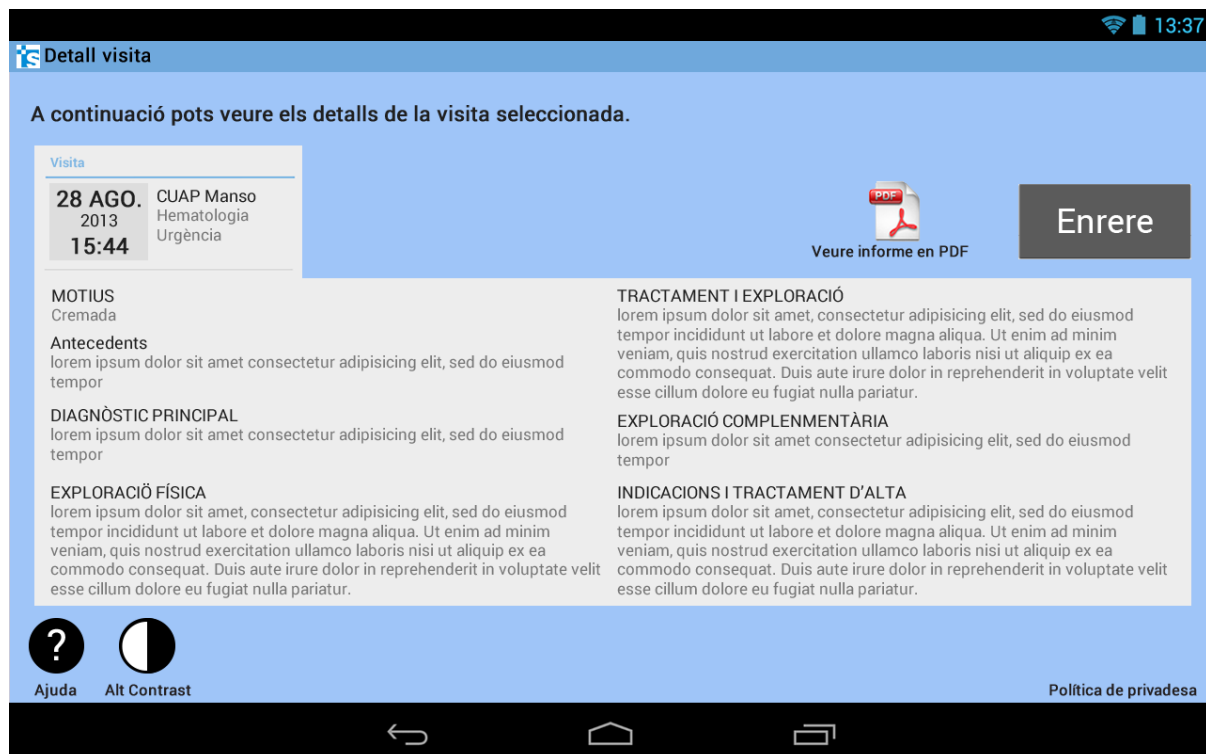 13:37
is Detall visita
A continuació pots veure els detalls de la visita seleccionada.
Visita
28 AGO.
2013
15:44
CUAP Manso
Hematologia
Urgència
PDF
Veure informe en PDF
Enrere
MOTIUS
Cremada
Antecedents
lorem ipsum dolor sit amet consectetur adipisicing elit, sed do eiusmod
tempor
DIAGNÒSTIC PRINCIPAL
lorem ipsum dolor sit amet consectetur adipisicing elit, sed do eiusmod
tempor
EXPLORACIÖ FÍSICA
lorem ipsum dolor sit amet, consectetur adipisicing elit, sed do eiusmod
tempor incididunt ut labore et dolore magna aliqua. Ut enim ad minim
veniam, quis nostrud exercitation ullamco laboris nisi ut aliquip ex ea
commodo consequat. Duis aute irure dolor in reprehenderit in voluptate velit
esse cillum dolore eu fugiat nulla pariatur.
TRACTAMENT I EXPLORACIÓ
lorem ipsum dolor sit amet, consectetur adipisicing elit, sed do eiusmod
tempor incididunt ut labore et dolore magna aliqua. Ut enim ad minim
veniam, quis nostrud exercitation ullamco laboris nisi ut aliquip ex ea
commodo consequat. Duis aute irure dolor in reprehenderit in voluptate velit
esse cillum dolore eu fugiat nulla pariatur.
EXPLORACIÓ COMPLENMENTÀRIA
lorem ipsum dolor sit amet consectetur adipisicing elit, sed do eiusmod
tempor
INDICACIONS I TRACTAMENT D'ALTA
lorem ipsum dolor sit amet, consectetur adipisicing elit, sed do eiusmod
tempor incididunt ut labore et dolore magna aliqua. Ut enim ad minim
veniam, quis nostrud exercitation ullamco laboris nisi ut aliquip ex ea
commodo consequat. Duis aute irure dolor in reprehenderit in voluptate velit
esse cillum dolore eu fugiat nulla pariatur.
?
Ajuda
Alt Contrast
Política de privadesa